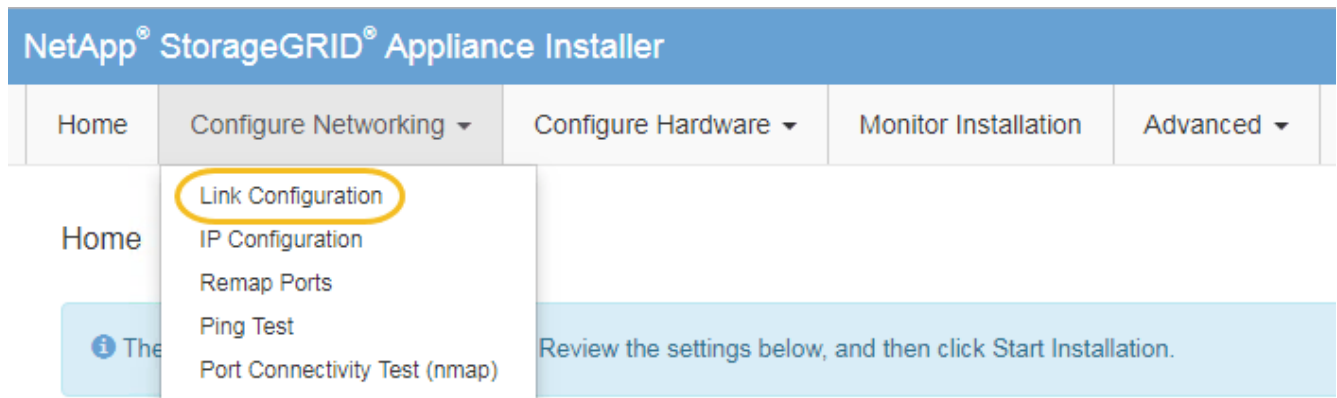 NetApp® StorageGRID® Appliance Installer
Home Configure Networking Configure Hardware Monitor Installation Advanced
Link Configuration
Home
IP Configuration
Remap Ports
Ping Test
The Review the settings below, and then click Start Installation.
Port Connectivity Test (nmap)